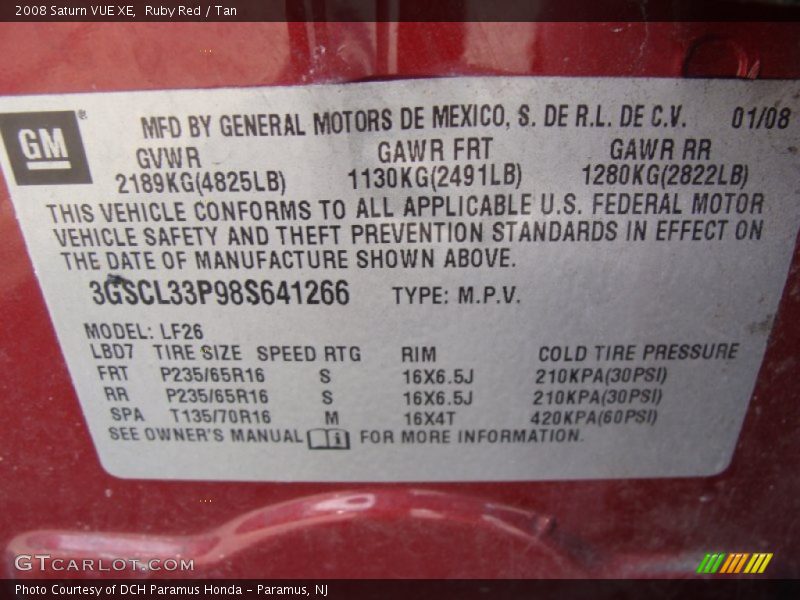 2008 Saturn VUE XE, Ruby Red / Tan
GM®
MFD BY GENERAL MOTORS DE MEXICO, S. DE R.L. DE C.V. 01/08
GVWR GAWR FRT GAWR RR
2189KG(4825LB) 1130KG(2491LB) 1280KG(2822LB)
THIS VEHICLE CONFORMS TO ALL APPLICABLE U.S. FEDERAL MOTOR
VEHICLE SAFETY AND THEFT PREVENTION STANDARDS IN EFFECT ON
THE DATE OF MANUFACTURE SHOWN ABOVE.
3GSCL33P98S641266 TYPE: M.P.V.
MODEL: LF26
LBD7 TIRE SIZE SPEED RTG RIM COLD TIRE PRESSURE
FRT P235/65R16 S 16X6.5J 210KPA(30PSI)
RR P235/65R16 S 16X6.5J 210KPA(30PSI)
SPA T135/70R16 M 16X4T 420KPA(60PSI)
SEE OWNER'S MANUAL FOR MORE INFORMATION.
GTCARLOT.COM
Photo Courtesy of DCH Paramus Honda - Paramus, NJ